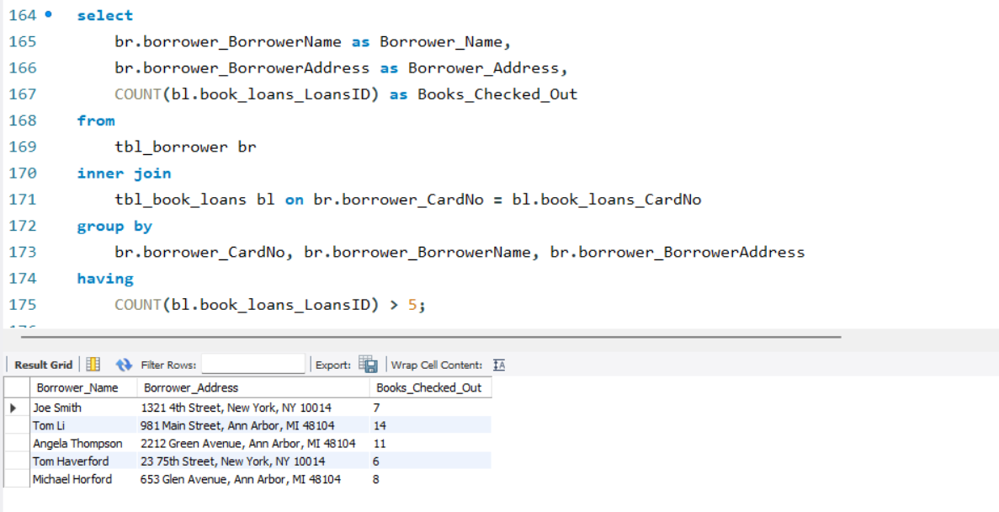 164 select
165 br.borrower_BorrowerName as Borrower_Name,
166 br.borrower_BorrowerAddress as Borrower_Address,
167 COUNT(bl.book_loans_LoansID) as Books_Checked_Out
168 from
169 tbl_borrower br
170 inner join
171 tbl_book_loans bl on br.borrower_CardNo = bl.book_loans_CardNo
172 group by
173 br.borrower_CardNo, br.borrower_BorrowerName, br.borrower_BorrowerAddress
174 having
175 COUNT(bl.book_loans_LoansID) > 5;
Result Grid Filter Rows: Export: Wrap Cell Content: IA
Borrower_Name Borrower_Address Books_Checked_Out
Joe Smith 1321 4th Street, New York, NY 10014 7
Tom Li 981 Main Street, Ann Arbor, MI 48104 14
Angela Thompson 2212 Green Avenue, Ann Arbor, MI 48104 11
Tom Haverford 23 75th Street, New York, NY 10014 6
Michael Horford 653 Glen Avenue, Ann Arbor, MI 48104 8